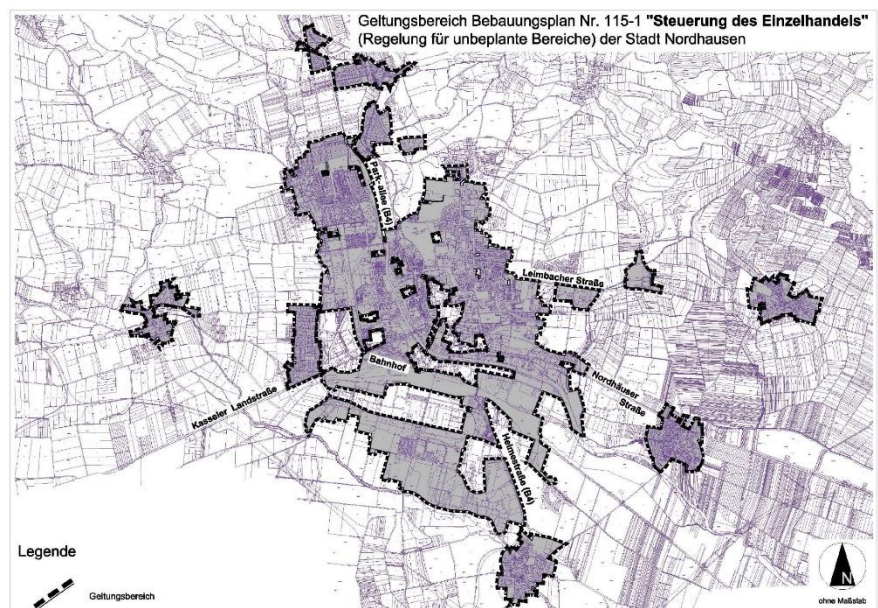 Geltungsbereich Bebauungsplan Nr. 115-1 "Steuerung des Einzelhandels"
(Regelung für unbeplante Bereiche) der Stadt Nordhausen
Park-allee (B4)
Leimbacher Straße
Bahnhof
Nordhäuser
Straße
Kasseler Landstraße
Helmestraße (B4)
Legende
Geltungsbereich
N
ohne Maßstab